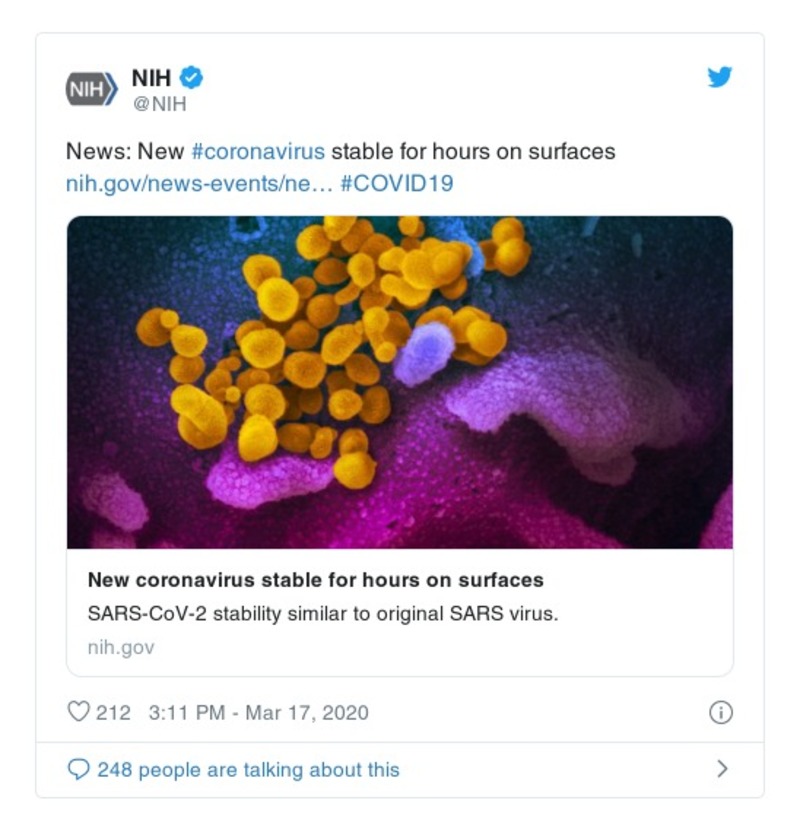 NIH
NIH
@NIH
News: New #coronavirus stable for hours on surfaces
nih.gov/news-events/ne… #COVID19
New coronavirus stable for hours on surfaces
SARS-CoV-2 stability similar to original SARS virus.
nih.gov
212 3:11 PM - Mar 17, 2020
248 people are talking about this